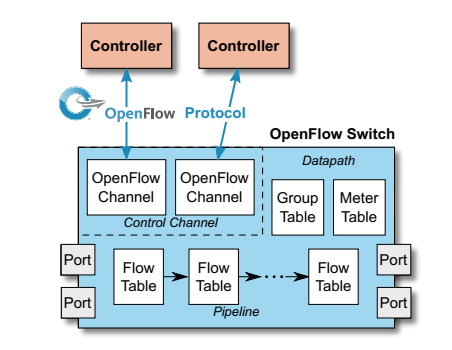 Controller
Controller
OpenFlow
Protocol
OpenFlow Switch
Datapath
OpenFlow
Channel
OpenFlow
Channel
Control Channel
Group
Table
Meter
Table
Port
Port
Port
Port
Flow
Table
Flow
Table
...
Flow
Table
Pipeline